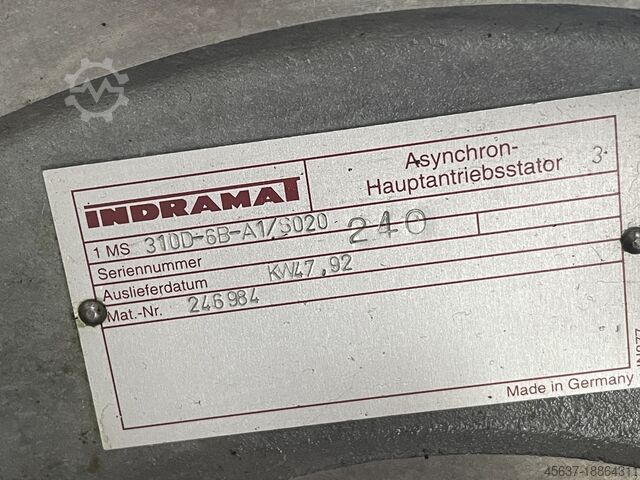 INDRAMAT
Asynchron-
Hauptantriebsstator 3
1 MS 310D-6B-A1/S020
Seriennummer 240
Auslieferdatum KW47,92
Mat.-Nr. 246984
Made in Germany
45637-18864311